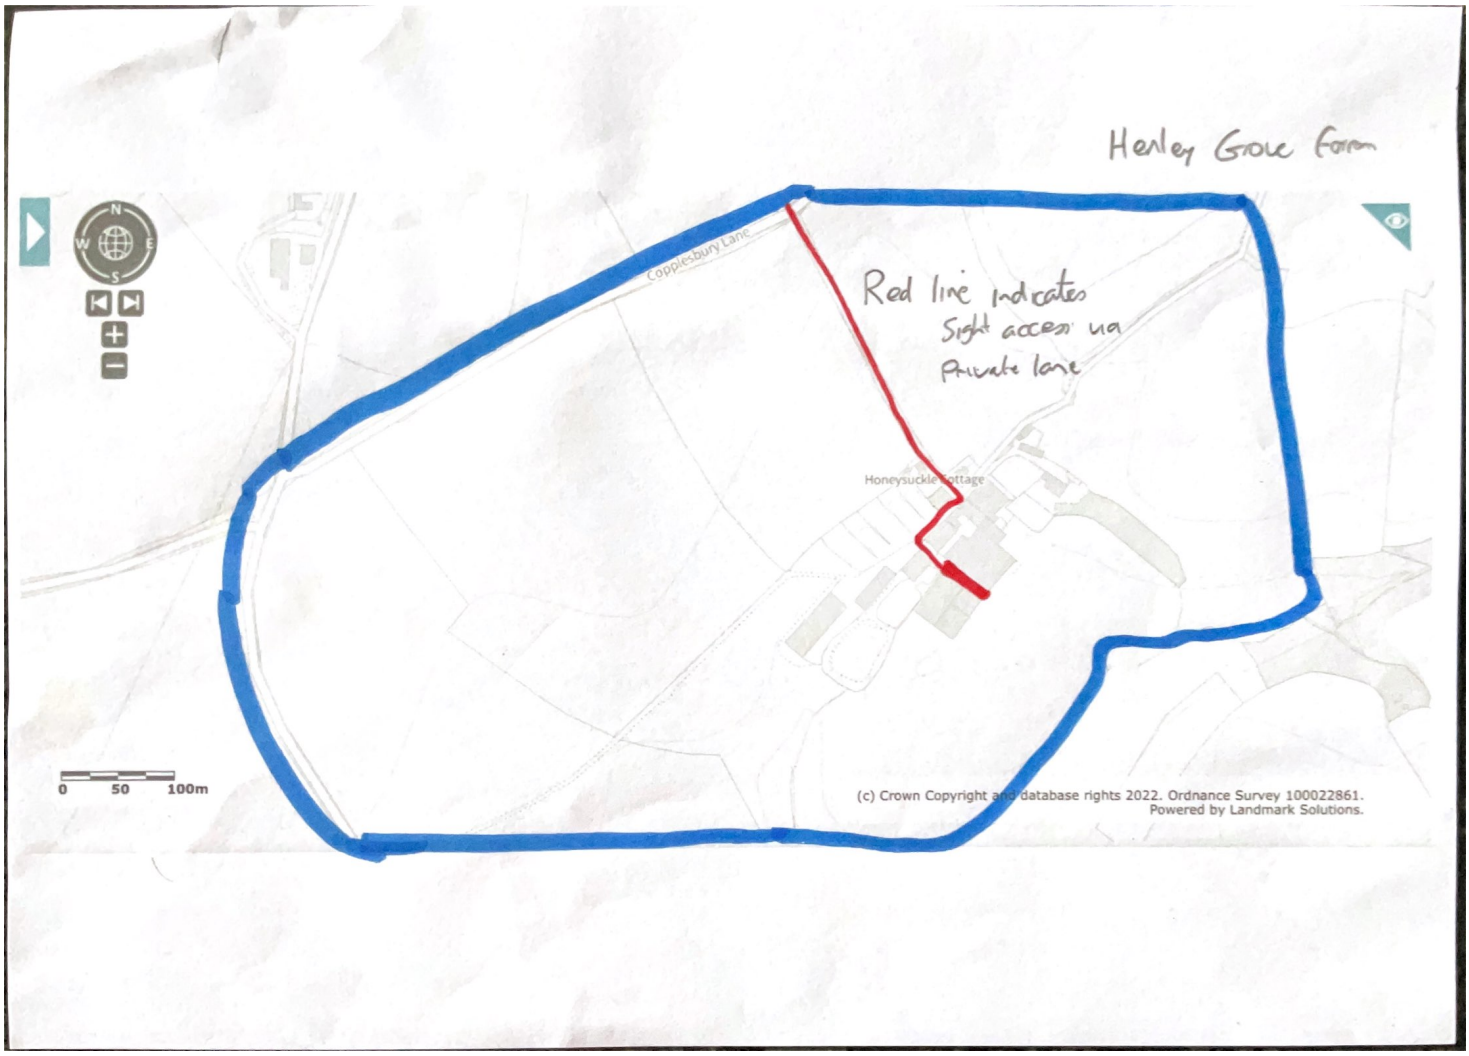 Henley Grove Farm
N
W E
S
Copplesbury Lane
Red line indicates
Sight access via
Private lane
Honeysuckle Cottage
0 50 100m
(c) Crown Copyright and database rights 2022. Ordnance Survey 100022861.
Powered by Landmark Solutions.